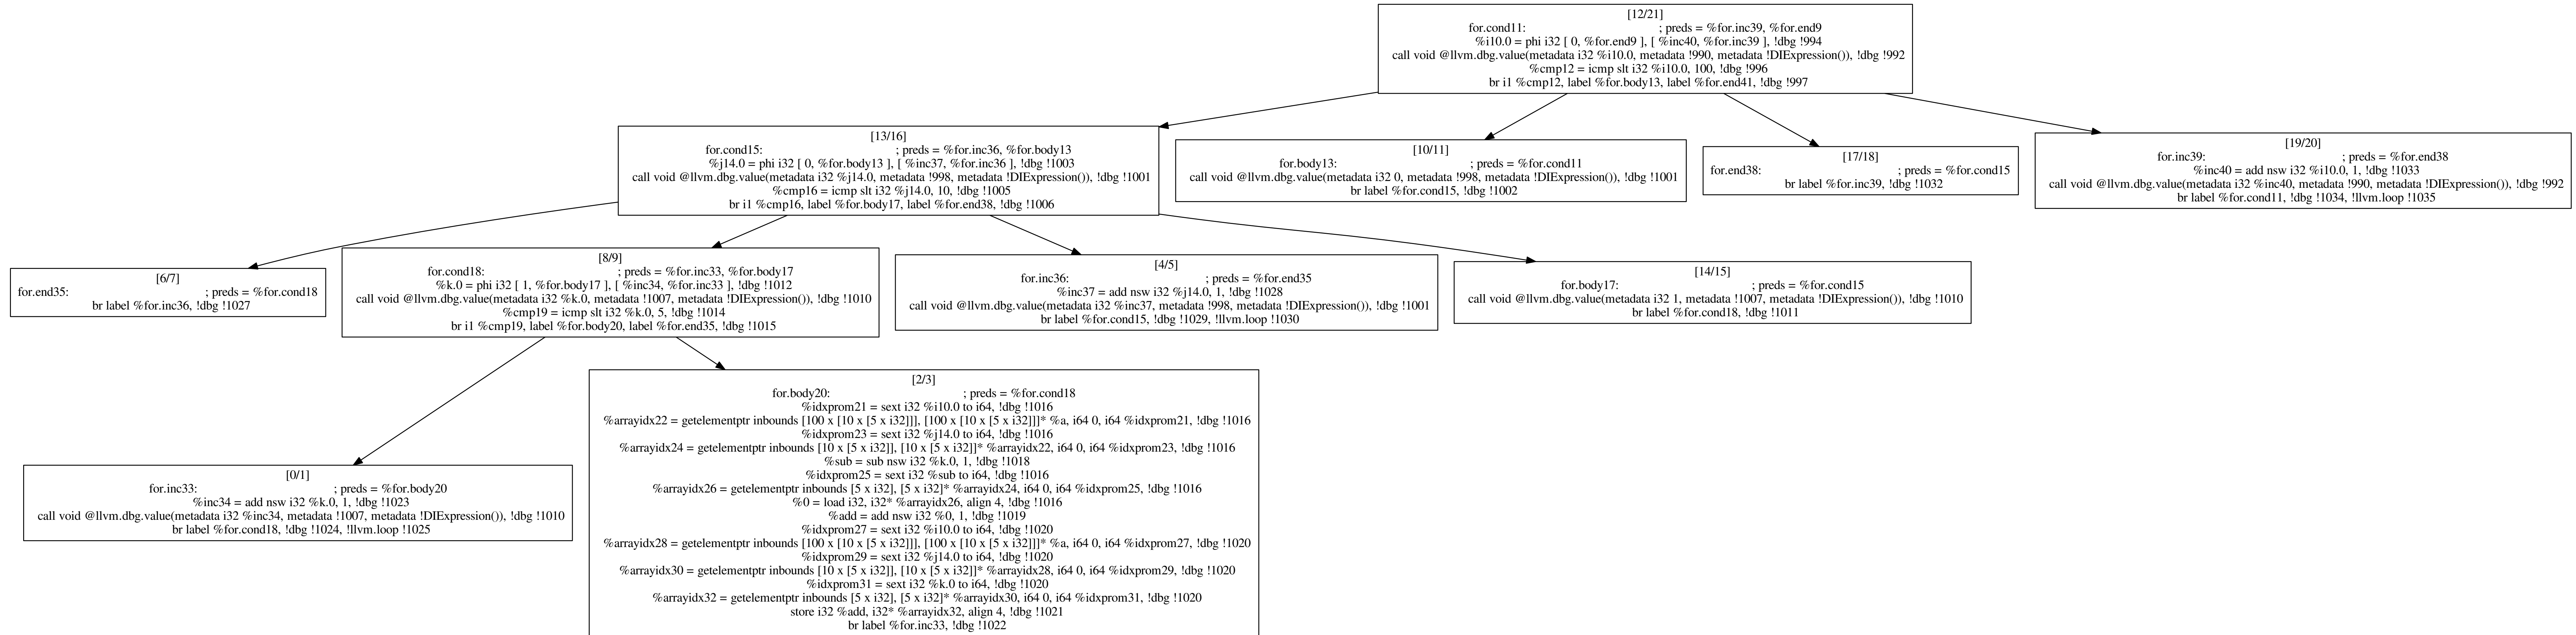 [12/21]
for.cond11: ; preds = %for.inc39, %for.end9
%i10.0 = phi i32 [ 0, %for.end9 ], [ %inc40, %for.inc39 ], !dbg !994
call void @llvm.dbg.value(metadata i32 %i10.0, metadata !990, metadata !DIExpression()), !dbg !992
%cmp12 = icmp slt i32 %i10.0, 100, !dbg !996
br i1 %cmp12, label %for.body13, label %for.end41, !dbg !997
[13/16]
for.cond15: ; preds = %for.inc36, %for.body13
%j14.0 = phi i32 [ 0, %for.body13 ], [ %inc37, %for.inc36 ], !dbg !1003
call void @llvm.dbg.value(metadata i32 %j14.0, metadata !998, metadata !DIExpression()), !dbg !1001
%cmp16 = icmp slt i32 %j14.0, 10, !dbg !1005
br i1 %cmp16, label %for.body17, label %for.end38, !dbg !1006
[10/11]
for.body13: ; preds = %for.cond11
call void @llvm.dbg.value(metadata i32 0, metadata !998, metadata !DIExpression()), !dbg !1001
br label %for.cond15, !dbg !1002
[17/18]
for.end38: ; preds = %for.cond15
br label %for.inc39, !dbg !1032
[19/20]
for.inc39: ; preds = %for.end38
%inc40 = add nsw i32 %i10.0, 1, !dbg !1033
call void @llvm.dbg.value(metadata i32 %inc40, metadata !990, metadata !DIExpression()), !dbg !992
br label %for.cond11, !dbg !1034, !llvm.loop !1035
[6/7]
for.end35: ; preds = %for.cond18
br label %for.inc36, !dbg !1027
[8/9]
for.cond18: ; preds = %for.inc33, %for.body17
%k.0 = phi i32 [ 1, %for.body17 ], [ %inc34, %for.inc33 ], !dbg !1012
call void @llvm.dbg.value(metadata i32 %k.0, metadata !1007, metadata !DIExpression()), !dbg !1010
%cmp19 = icmp slt i32 %k.0, 5, !dbg !1014
br i1 %cmp19, label %for.body20, label %for.end35, !dbg !1015
[4/5]
for.inc36: ; preds = %for.end35
%inc37 = add nsw i32 %j14.0, 1, !dbg !1028
call void @llvm.dbg.value(metadata i32 %inc37, metadata !998, metadata !DIExpression()), !dbg !1001
br label %for.cond15, !dbg !1029, !llvm.loop !1030
[14/15]
for.body17: ; preds = %for.cond15
call void @llvm.dbg.value(metadata i32 1, metadata !1007, metadata !DIExpression()), !dbg !1010
br label %for.cond18, !dbg !1011
[0/1]
for.inc33: ; preds = %for.body20
%inc34 = add nsw i32 %k.0, 1, !dbg !1023
call void @llvm.dbg.value(metadata i32 %inc34, metadata !1007, metadata !DIExpression()), !dbg !1010
br label %for.cond18, !dbg !1024, !llvm.loop !1025
[2/3]
for.body20: ; preds = %for.cond18
%idxprom21 = sext i32 %i10.0 to i64, !dbg !1016
%arrayidx22 = getelementptr inbounds [100 x [10 x [5 x i32]]], [100 x [10 x [5 x i32]]]* %a, i64 0, i64 %idxprom21, !dbg !1016
%idxprom23 = sext i32 %j14.0 to i64, !dbg !1016
%arrayidx24 = getelementptr inbounds [10 x [5 x i32]], [10 x [5 x i32]]* %arrayidx22, i64 0, i64 %idxprom23, !dbg !1016
%sub = sub nsw i32 %k.0, 1, !dbg !1018
%idxprom25 = sext i32 %sub to i64, !dbg !1016
%arrayidx26 = getelementptr inbounds [5 x i32], [5 x i32]* %arrayidx24, i64 0, i64 %idxprom25, !dbg !1016
%0 = load i32, i32* %arrayidx26, align 4, !dbg !1016
%add = add nsw i32 %0, 1, !dbg !1019
%idxprom27 = sext i32 %i10.0 to i64, !dbg !1020
%arrayidx28 = getelementptr inbounds [100 x [10 x [5 x i32]]], [100 x [10 x [5 x i32]]]* %a, i64 0, i64 %idxprom27, !dbg !1020
%idxprom29 = sext i32 %j14.0 to i64, !dbg !1020
%arrayidx30 = getelementptr inbounds [10 x [5 x i32]], [10 x [5 x i32]]* %arrayidx28, i64 0, i64 %idxprom29, !dbg !1020
%idxprom31 = sext i32 %k.0 to i64, !dbg !1020
%arrayidx32 = getelementptr inbounds [5 x i32], [5 x i32]* %arrayidx30, i64 0, i64 %idxprom31, !dbg !1020
store i32 %add, i32* %arrayidx32, align 4, !dbg !1021
br label %for.inc33, !dbg !1022